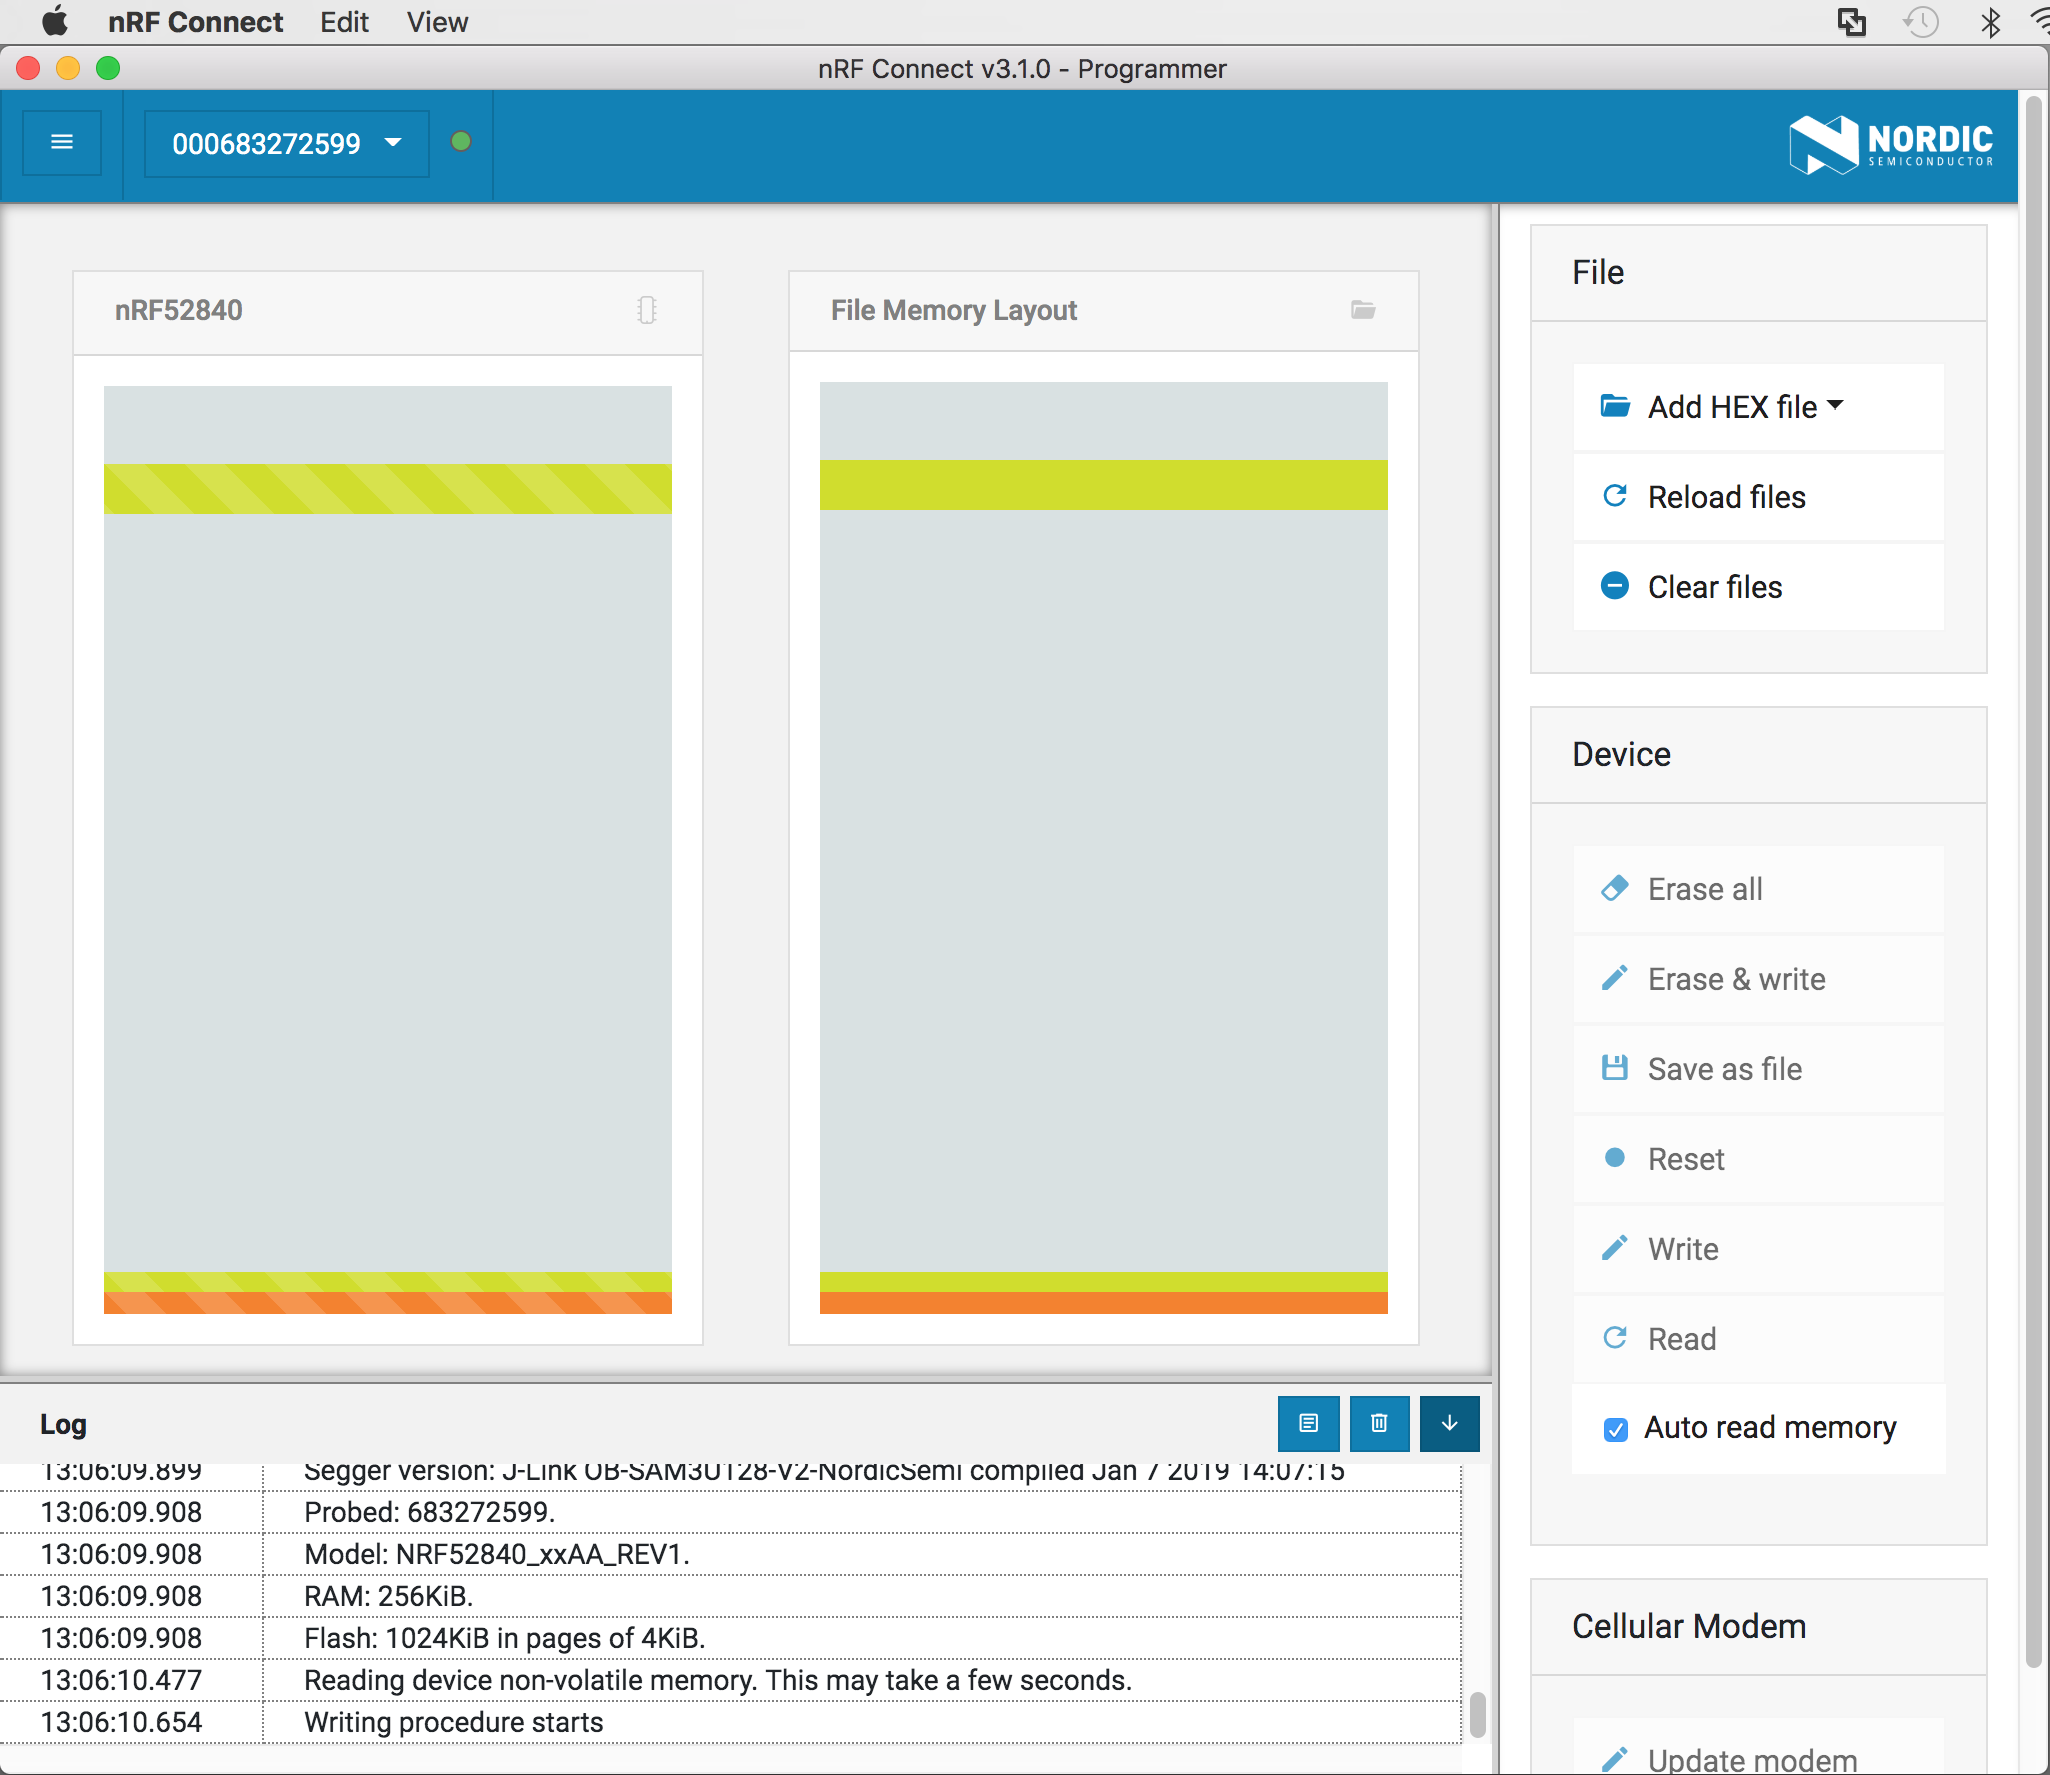 nRF Connect Edit View
nRF Connect v3.1.0 - Programmer
000683272599
NORDIC
SEMICONDUCTOR
nRF52840
File Memory Layout
File
Add HEX file
Reload files
Clear files
Device
Erase all
Erase & write
Save as file
Reset
Write
Read
Auto read memory
Cellular Modem
Update modem
Log
13:06:09.899 Segger version: J-Link OB-SAM3U128-V2-NordicSemi compiled Jan 7 2019 14:07:15
13:06:09.908 Probed: 683272599.
13:06:09.908 Model: NRF52840_xxAA_REV1.
13:06:09.908 RAM: 256KiB.
13:06:09.908 Flash: 1024KiB in pages of 4KiB.
13:06:10.477 Reading device non-volatile memory. This may take a few seconds.
13:06:10.654 Writing procedure starts